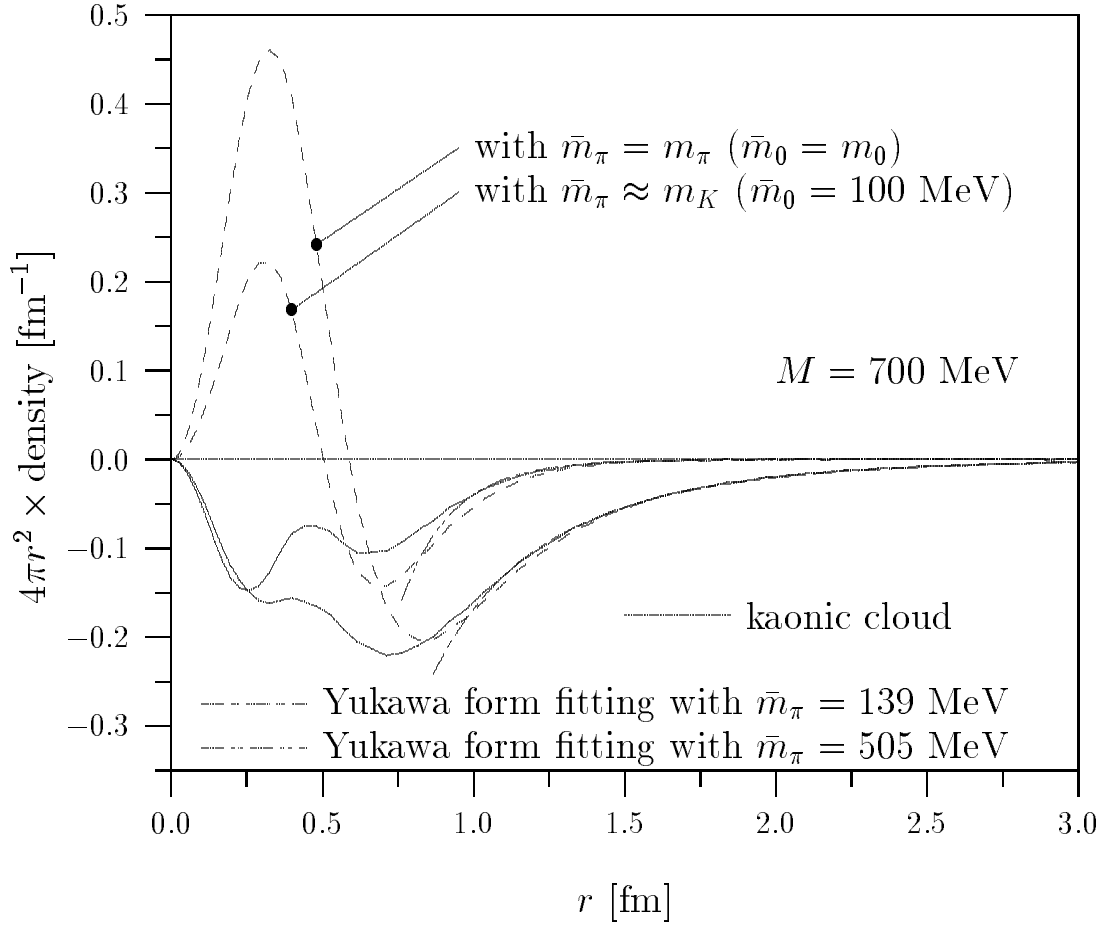 0.5
0.4
with m̄π = mπ (m̄0 = m0)
0.3
with m̄π ≈ mK (m̄0 = 100 MeV)
0.2
4πr² × density [fm⁻¹]
0.1
M = 700 MeV
0.0
−0.1
kaonic cloud
−0.2
Yukawa form fitting with m̄π = 139 MeV
−0.3
Yukawa form fitting with m̄π = 505 MeV
0.0 0.5 1.0 1.5 2.0 2.5 3.0
r [fm]